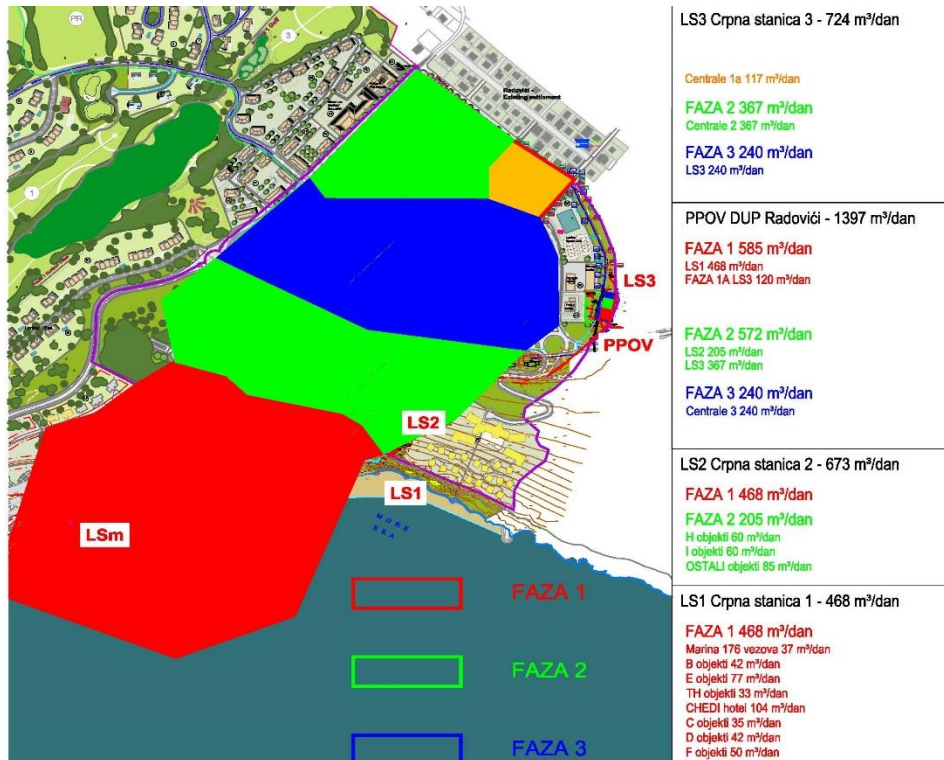 PR
3
1
Radovići -
Existing settlement
LS3
PPOV
LS2
LS1
LSm
MORE
SEA
FAZA 1
FAZA 2
FAZA 3
LS3 Crpna stanica 3 - 724 m³/dan
Centrale 1a 117 m³/dan
FAZA 2 367 m³/dan
Centrale 2 367 m³/dan
FAZA 3 240 m³/dan
LS3 240 m³/dan
PPOV DUP Radovići - 1397 m³/dan
FAZA 1 585 m³/dan
LS1 468 m³/dan
FAZA 1A LS3 120 m³/dan
FAZA 2 572 m³/dan
LS2 205 m³/dan
LS3 367 m³/dan
FAZA 3 240 m³/dan
Centrale 3 240 m³/dan
LS2 Crpna stanica 2 - 673 m³/dan
FAZA 1 468 m³/dan
FAZA 2 205 m³/dan
H objekti 60 m³/dan
I objekti 60 m³/dan
OSTALI objekti 85 m³/dan
LS1 Crpna stanica 1 - 468 m³/dan
FAZA 1 468 m³/dan
Marina 176 vezova 37 m³/dan
B objekti 42 m³/dan
E objekti 77 m³/dan
TH objekti 33 m³/dan
CHEDI hotel 104 m³/dan
C objekti 35 m³/dan
D objekti 42 m³/dan
F objekti 50 m³/dan